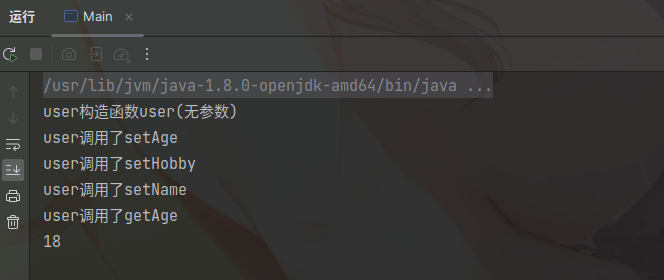 运行
Main
/usr/lib/jvm/java-1.8.0-openjdk-amd64/bin/java ...
user构造函数user(无参数)
user调用了setAge
user调用了setHobby
user调用了setName
user调用了getAge
18